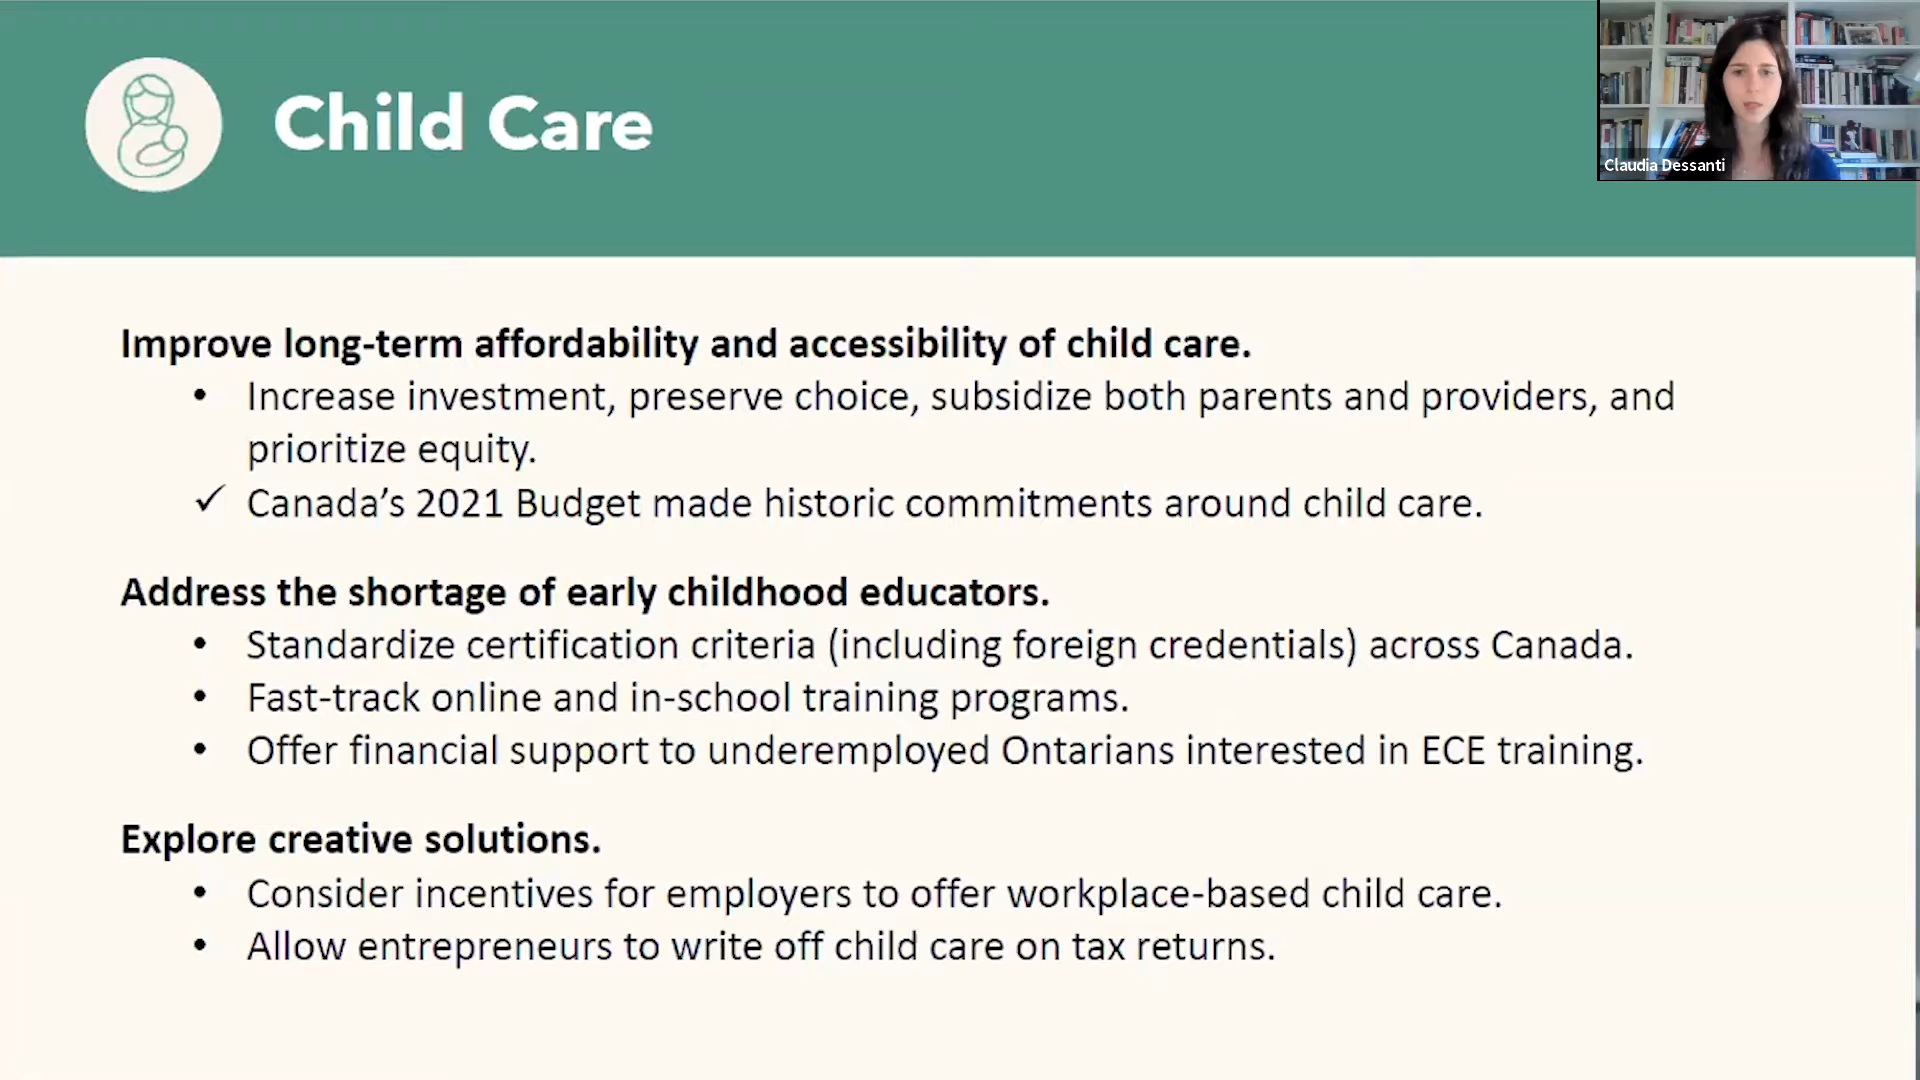 Child Care
Claudia Dessanti
Improve long-term affordability and accessibility of child care.
• Increase investment, preserve choice, subsidize both parents and providers, and
prioritize equity.
✓ Canada’s 2021 Budget made historic commitments around child care.
Address the shortage of early childhood educators.
• Standardize certification criteria (including foreign credentials) across Canada.
• Fast-track online and in-school training programs.
• Offer financial support to underemployed Ontarians interested in ECE training.
Explore creative solutions.
• Consider incentives for employers to offer workplace-based child care.
• Allow entrepreneurs to write off child care on tax returns.